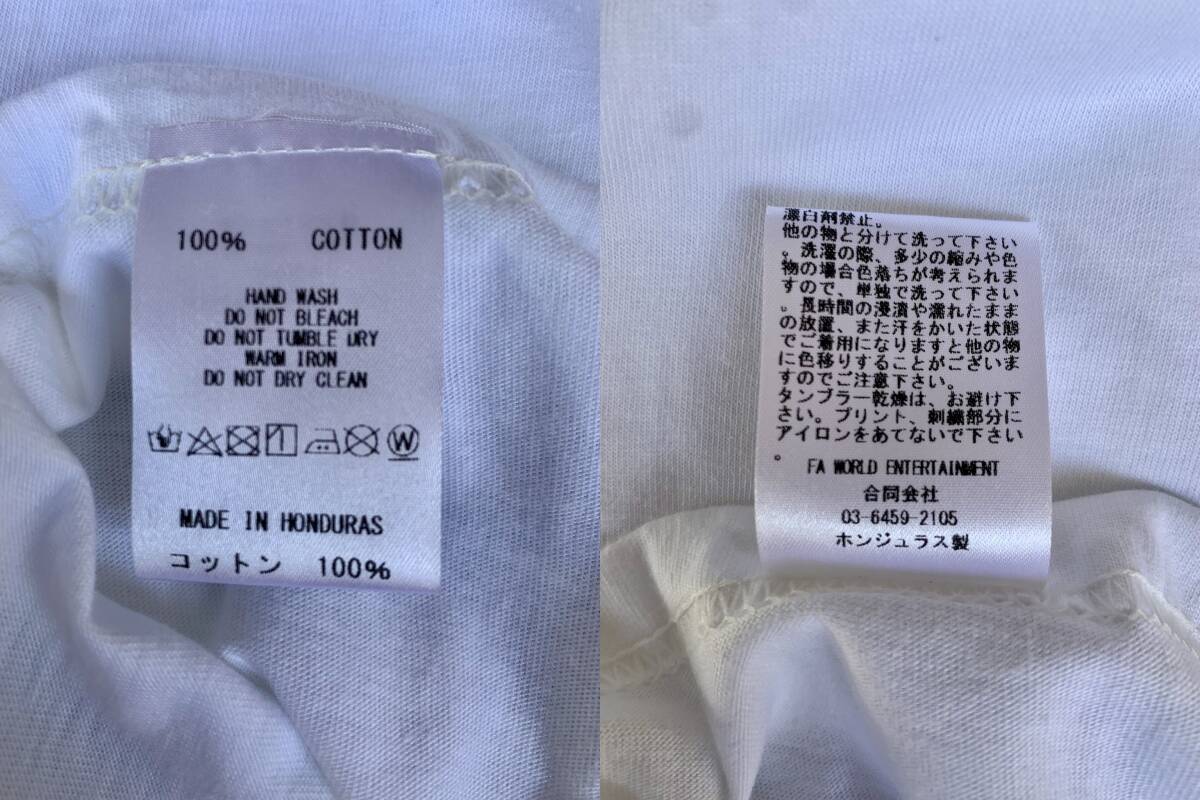 100% COTTON
HAND WASH
DO NOT BLEACH
DO NOT TUMBLE DRY
WARM IRON
DO NOT DRY CLEAN
W
MADE IN HONDURAS
コットン 100%
漂白剤禁止。
他の物と分けて洗って下さい
。洗濯の際、多少の縮みや色
物の場合色落ちが考えられま
すので、単独で洗って下さい
。長時間の浸漬や濡れたまま
の放置、また汗をかいた状態
でご着用になりますと他の物
に色移りすることがございま
すのでご注意下さい。
タンブラー乾燥は、お避け下
さい。プリント、刺繍部分に
アイロンをあてないで下さい
。
FA WORLD ENTERTAINMENT
合同会社
03-6459-2105
ホンジュラス製